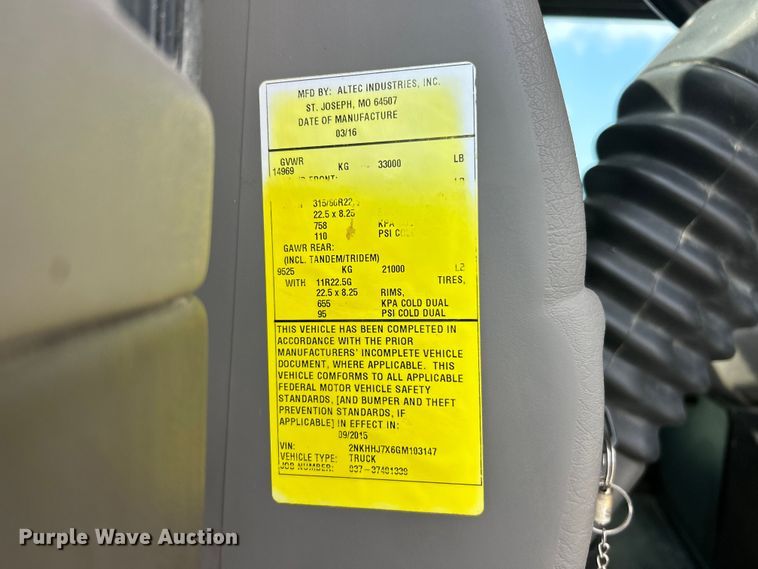 MFD BY: ALTEC INDUSTRIES, INC.
ST. JOSEPH, MO 64507
DATE OF MANUFACTURE
03/16
GVWR
14969 KG 33000 LB
FRONT:
22.5 x 8.25
758 KPA
110 PSI COLD
GAWR REAR:
(INCL. TANDEM/TRIDEM)
9525 KG 21000
WITH 11R22.5G TIRES,
22.5 x 8.25 RIMS,
655 KPA COLD DUAL
95 PSI COLD DUAL
THIS VEHICLE HAS BEEN COMPLETED IN
ACCORDANCE WITH THE PRIOR
MANUFACTURERS' INCOMPLETE VEHICLE
DOCUMENT, WHERE APPLICABLE. THIS
VEHICLE COMFORMS TO ALL APPLICABLE
FEDERAL MOTOR VEHICLE SAFETY
STANDARDS, [AND BUMPER AND THEFT
PREVENTION STANDARDS, IF
APPLICABLE] IN EFFECT IN:
09/2015
VIN: 2NKHHJ7X6GM103147
VEHICLE TYPE: TRUCK
JOB NUMBER:
Purple Wave Auction